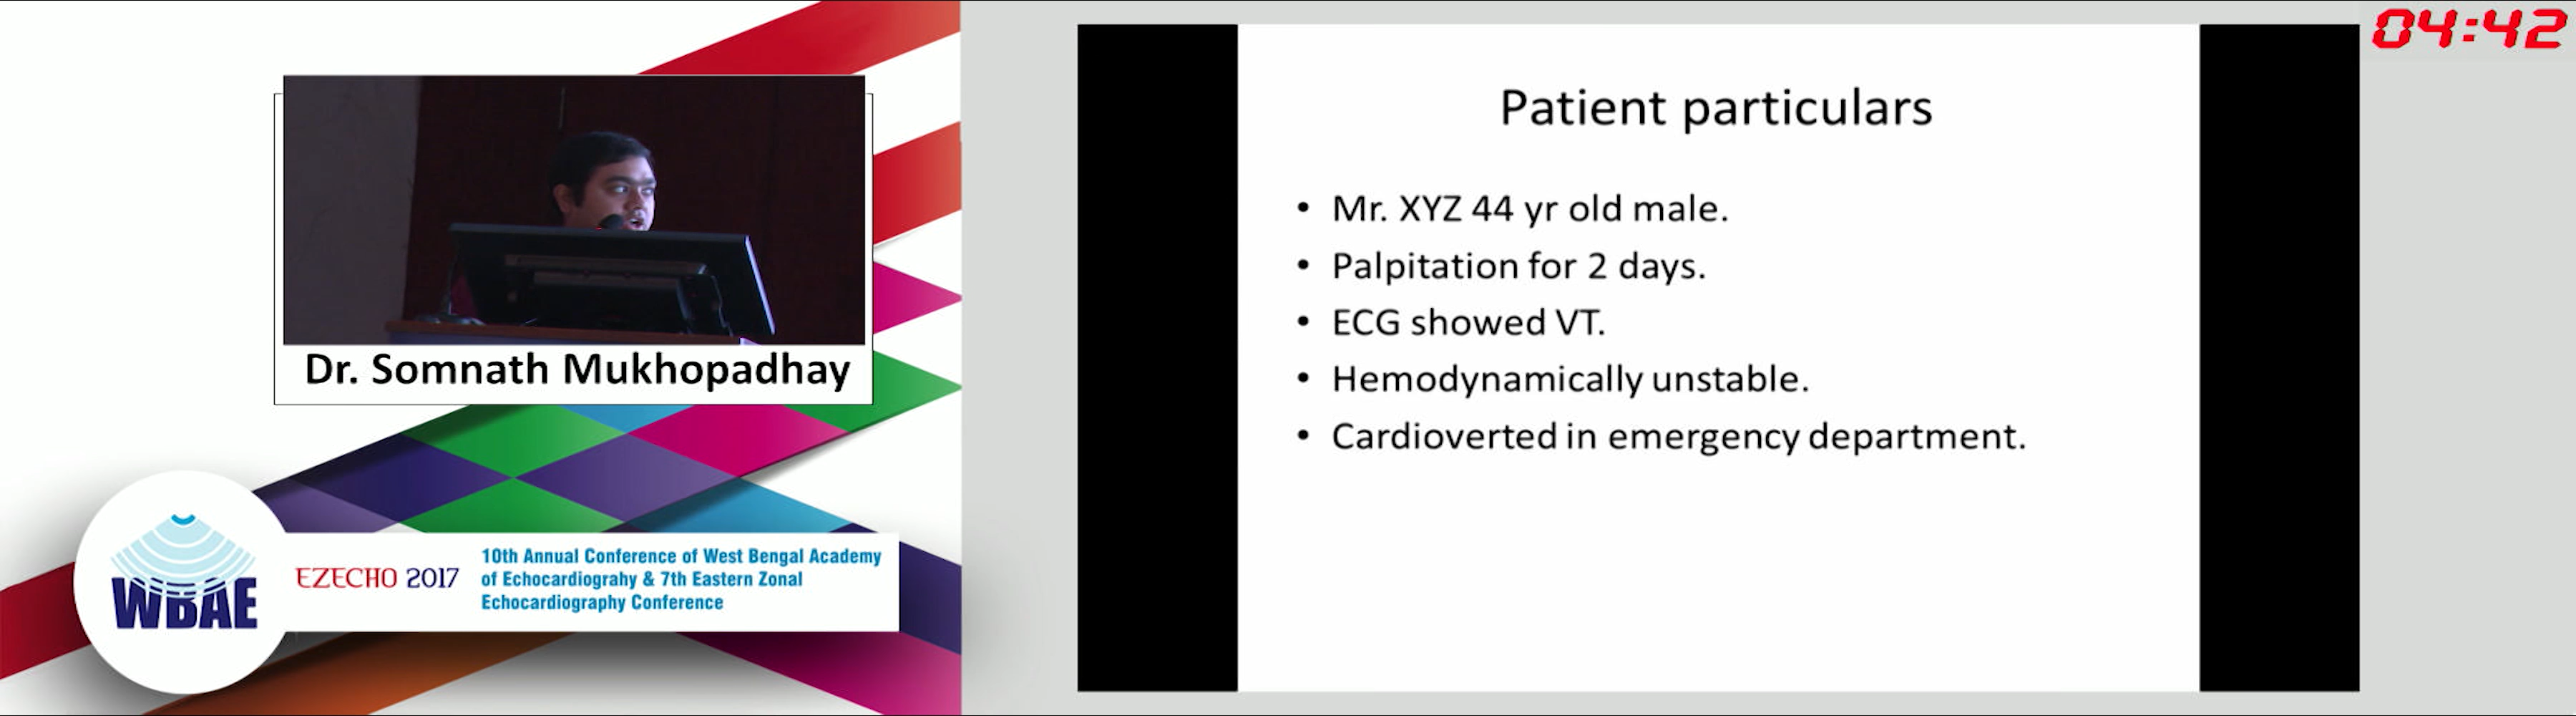 04:42
Dr. Somnath Mukhopadhay
WBAE
EZECHO 2017
10th Annual Conference of West Bengal Academy
of Echocardiograhy & 7th Eastern Zonal
Echocardiography Conference
Patient particulars
• Mr. XYZ 44 yr old male.
• Palpitation for 2 days.
• ECG showed VT.
• Hemodynamically unstable.
• Cardioverted in emergency department.